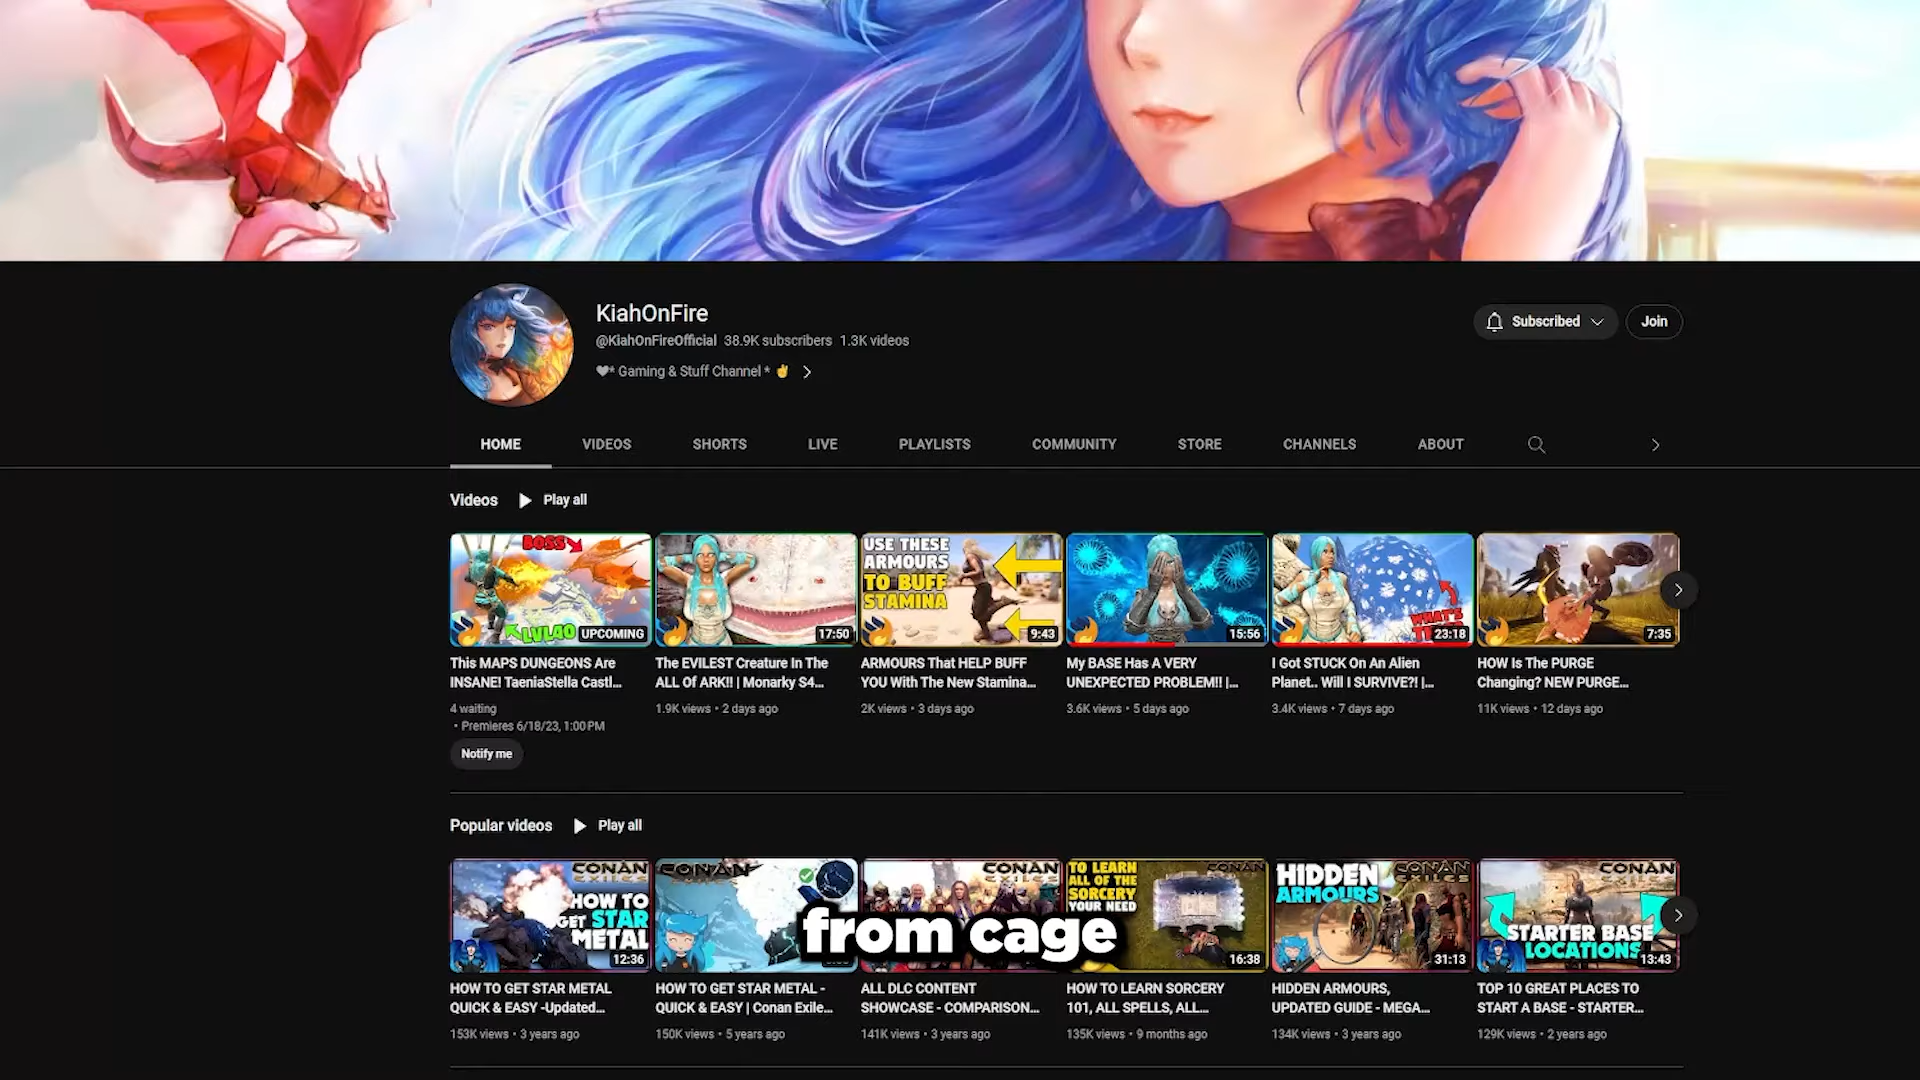 KiahOnFire
@KiahOnFireOfficial 38.9K subscribers 1.3K videos
🖤* Gaming & Stuff Channel * ✌
Subscribed
Join
HOME VIDEOS SHORTS LIVE PLAYLISTS COMMUNITY STORE CHANNELS ABOUT
Videos Play all
BOSS
LVL40
UPCOMING
17:50
USE THESE
ARMOURS
TO BUFF
STAMINA
9:43
15:56
WHAT'S
23:18
7:35
This MAPS DUNGEONS Are
INSANE! TaeniaStella Castl...
4 waiting
• Premieres 6/18/23, 1:00 PM
Notify me
The EVILEST Creature In The
ALL Of ARK!! | Monarky S4...
1.9K views • 2 days ago
ARMOURS That HELP BUFF
YOU With The New Stamina...
2K views • 3 days ago
My BASE Has A VERY
UNEXPECTED PROBLEM!! |...
3.6K views • 5 days ago
I Got STUCK On An Alien
Planet.. Will I SURVIVE?! |...
3.4K views • 7 days ago
HOW Is The PURGE
Changing? NEW PURGE...
11K views • 12 days ago
Popular videos Play all
CONAN
EXILES
HOW TO
GET STAR
METAL
12:36
CONAN
CONAN
EXILES
TO LEARN
ALL OF THE
SORCERY
YOUR NEED
CONAN
16:38
HIDDEN
ARMOURS
CONAN
EXILES
31:13
CONAN
EXILES
STARTER BASE
LOCATIONS
13:43
from cage
HOW TO GET STAR METAL
QUICK & EASY -Updated...
153K views • 3 years ago
HOW TO GET STAR METAL -
QUICK & EASY | Conan Exile...
150K views • 5 years ago
ALL DLC CONTENT
SHOWCASE - COMPARISON...
141K views • 3 years ago
HOW TO LEARN SORCERY
101, ALL SPELLS, ALL...
135K views • 9 months ago
HIDDEN ARMOURS,
UPDATED GUIDE - MEGA...
134K views • 3 years ago
TOP 10 GREAT PLACES TO
START A BASE - STARTER...
129K views • 2 years ago